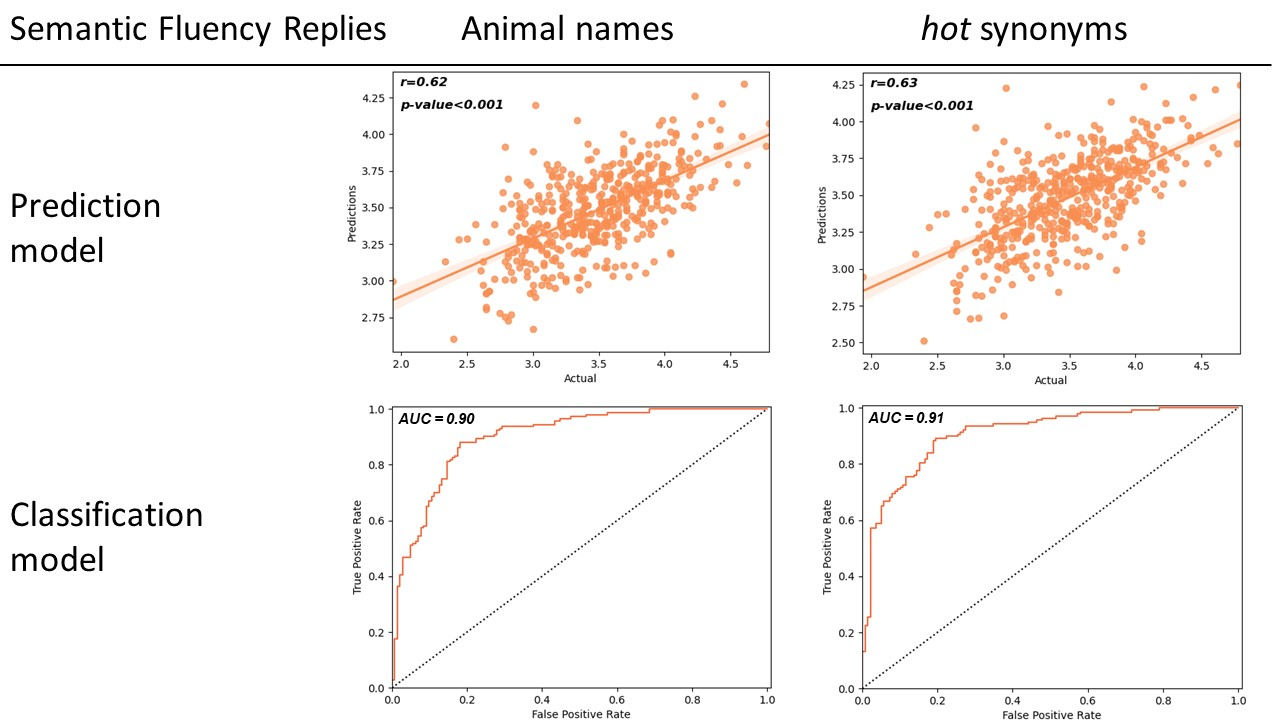 Semantic Fluency Replies Animal names hot synonyms
Prediction
model
r=0.62
p-value<0.001
4.25
4.00
3.75
3.50
3.25
3.00
2.75
Predictions
2.0 2.5 3.0 3.5 4.0 4.5
Actual
r=0.63
p-value<0.001
4.25
4.00
3.75
3.50
3.25
3.00
2.75
2.50
Predictions
2.0 2.5 3.0 3.5 4.0 4.5
Actual
Classification
model
AUC = 0.90
1.0
0.8
0.6
0.4
0.2
0.0
True Positive Rate
0.0 0.2 0.4 0.6 0.8 1.0
False Positive Rate
AUC = 0.91
1.0
0.8
0.6
0.4
0.2
0.0
True Positive Rate
0.0 0.2 0.4 0.6 0.8 1.0
False Positive Rate